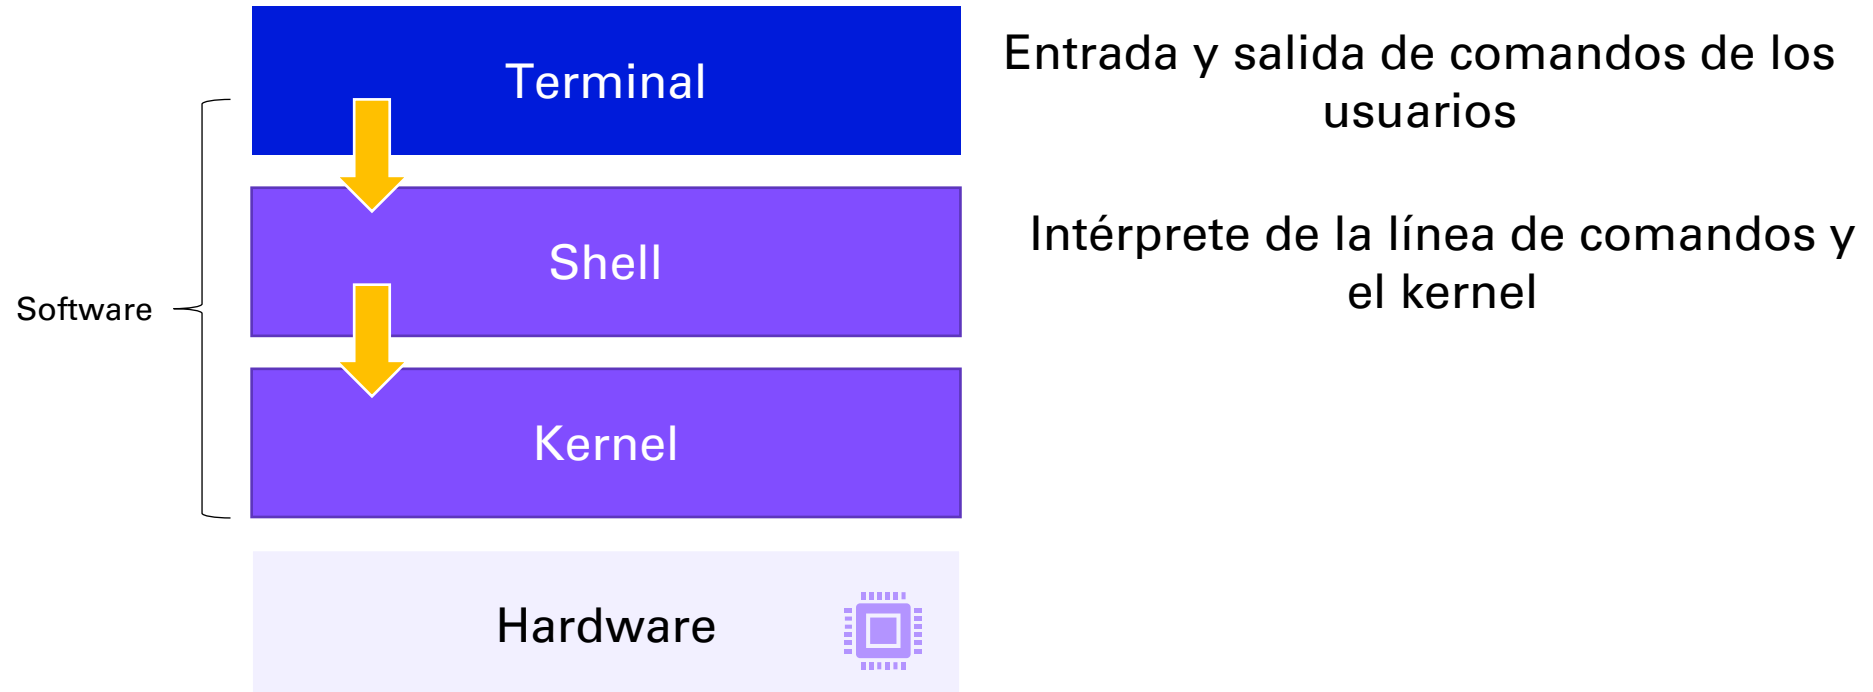 Terminal
Entrada y salida de comandos de los
usuarios
Shell
Intérprete de la línea de comandos y
el kernel
Software
Kernel
Hardware